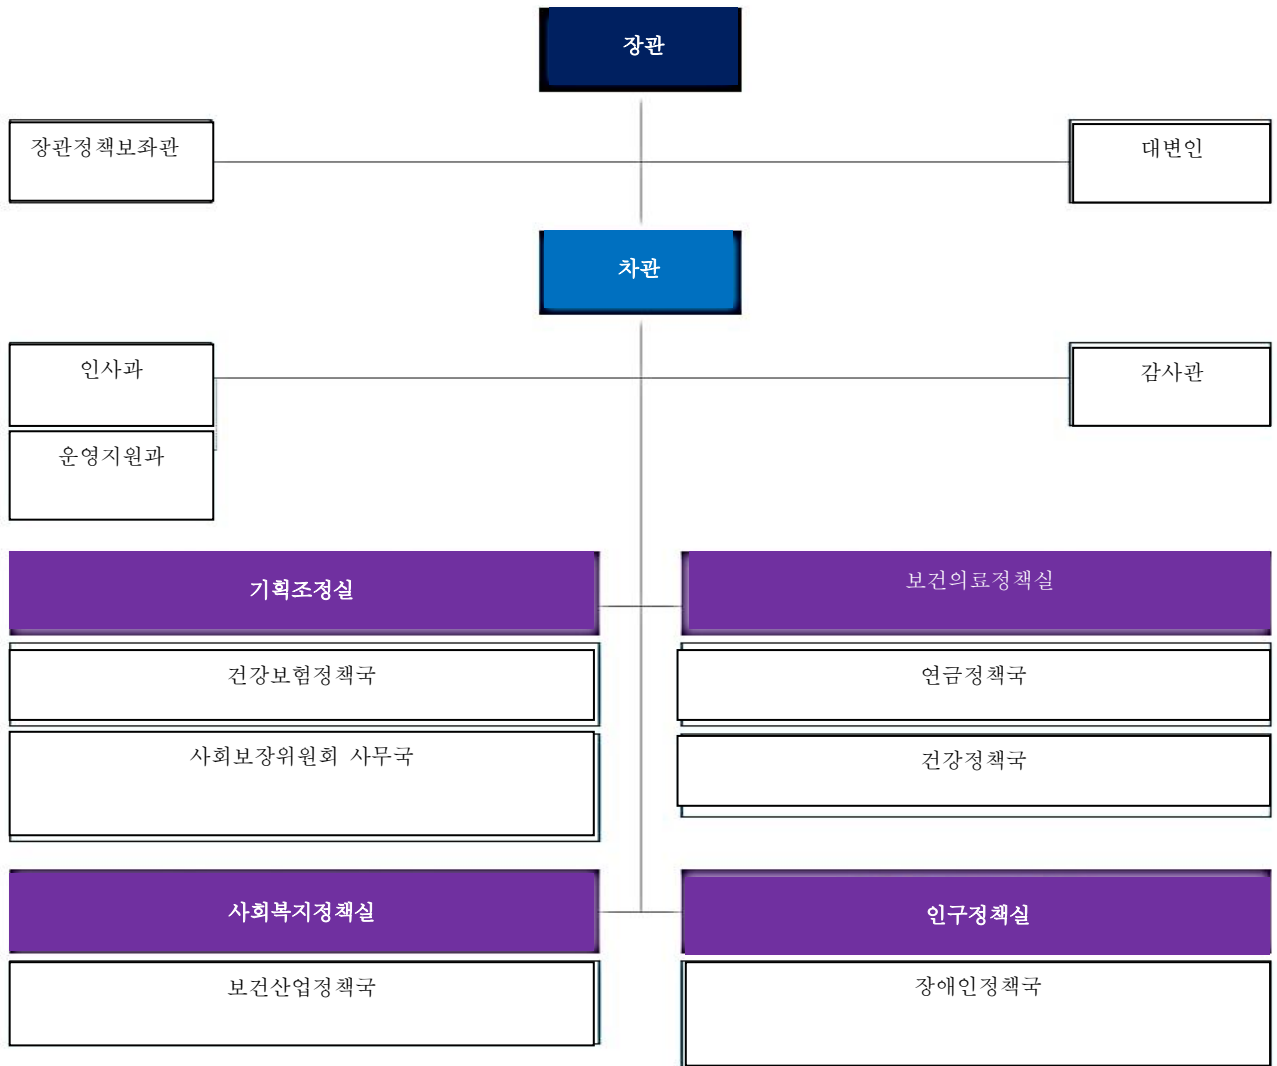 장관
장관정책보좌관
대변인
차관
인사과
감사관
운영지원과
기획조정실
보건의료정책실
건강보험정책국
연금정책국
사회보장위원회 사무국
건강정책국
사회복지정책실
인구정책실
보건산업정책국
장애인정책국